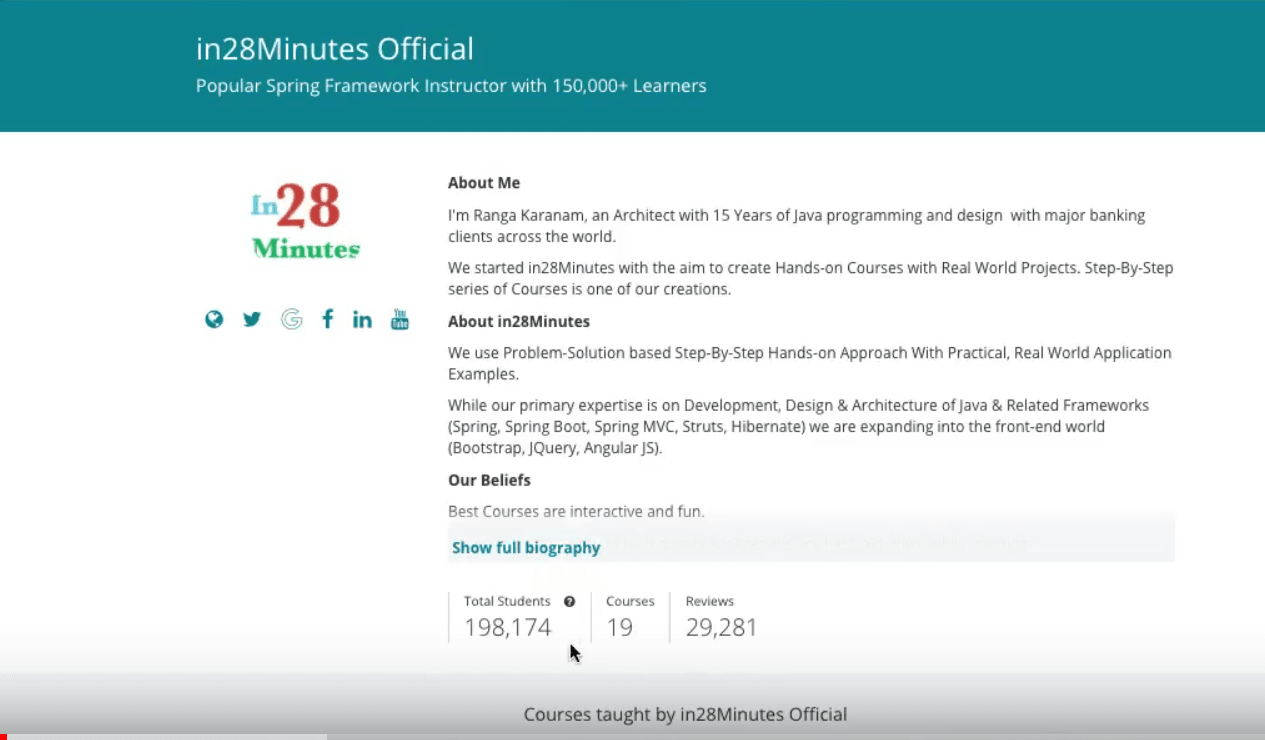 in28Minutes Official
Popular Spring Framework Instructor with 150,000+ Learners
In28
Minutes
You
Tube
About Me
I'm Ranga Karanam, an Architect with 15 Years of Java programming and design with major banking
clients across the world.
We started in28Minutes with the aim to create Hands-on Courses with Real World Projects. Step-By-Step
series of Courses is one of our creations.
About in28Minutes
We use Problem-Solution based Step-By-Step Hands-on Approach With Practical, Real World Application
Examples.
While our primary expertise is on Development, Design & Architecture of Java & Related Frameworks
(Spring, Spring Boot, Spring MVC, Struts, Hibernate) we are expanding into the front-end world
(Bootstrap, JQuery, Angular JS).
Our Beliefs
Best Courses are interactive and fun.
Show full biography
Total Students ? Courses Reviews
198,174 19 29,281
Courses taught by in28Minutes Official